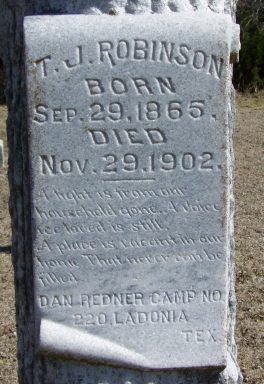 T. J. ROBINSON
BORN
SEP. 29. 1865.
DIED
NOV. 29. 1902.
A light is from our
household gone. A voice
we loved is still.
A place is vacant in our
home That never can be
filled.
DAN REDNER CAMP NO.
220. LADONIA
TEX.